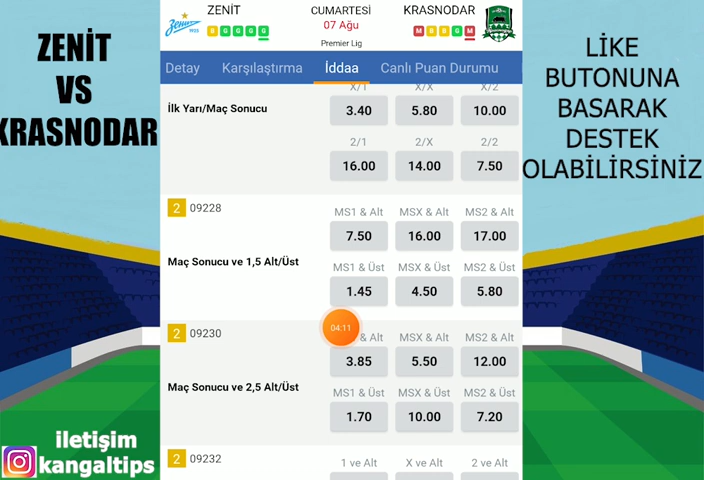 ZENİT
VS
KRASNODAR
ZENİT
B G G G G
CUMARTESİ
07 Ağu
Premier Lig
KRASNODAR
M B B G M
Detay Karşılaştırma İddaa Canlı Puan Durumu
İlk Yarı/Maç Sonucu
X/1 X/X X/2
3.40 5.80 10.00
2/1 2/X 2/2
16.00 14.00 7.50
2 09228
Maç Sonucu ve 1,5 Alt/Üst
MS1 & Alt MSX & Alt MS2 & Alt
7.50 16.00 17.00
MS1 & Üst MSX & Üst MS2 & Üst
1.45 4.50 5.80
04:11
2 09230
Maç Sonucu ve 2,5 Alt/Üst
& Alt MSX & Alt MS2 & Alt
3.85 5.50 12.00
MS1 & Üst MSX & Üst MS2 & Üst
1.70 10.00 7.20
2 09232
1 ve Alt X ve Alt 2 ve Alt
LİKE
BUTONUNA
BASARAK
DESTEK
OLABİLİRSİNİZ
iletişim
kangaltips